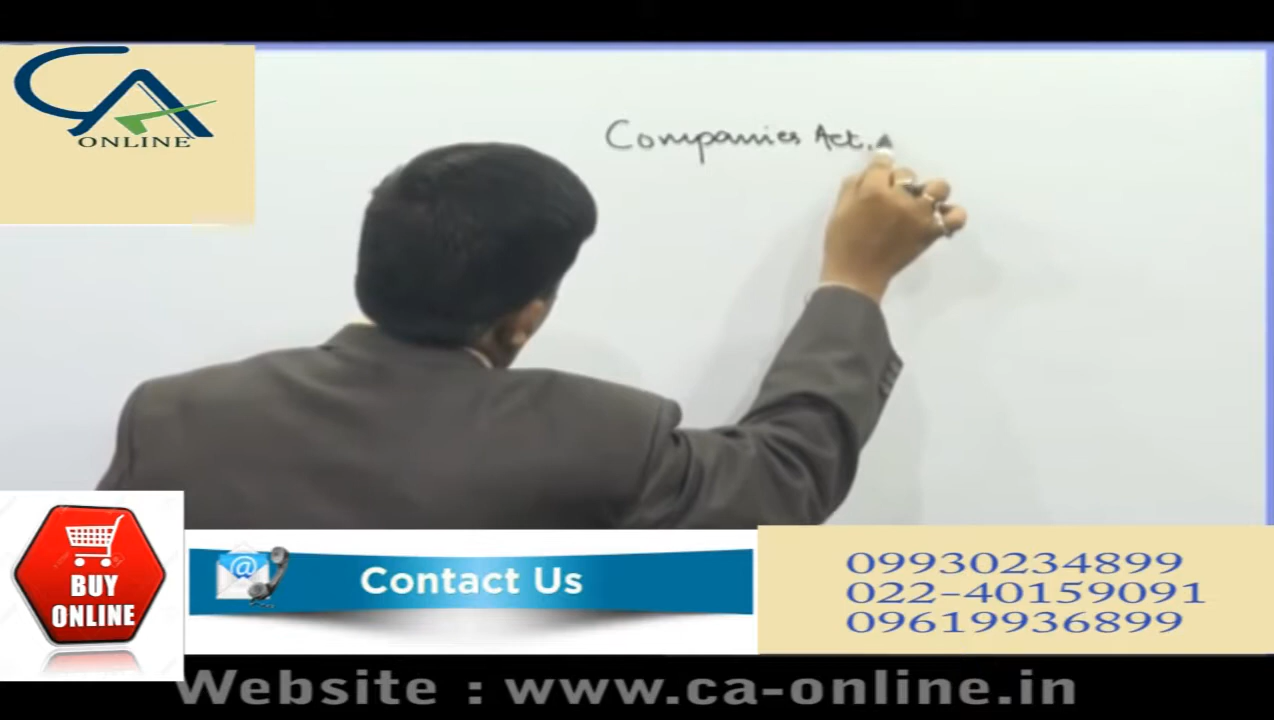 CA
ONLINE
Companies Act,
BUY
ONLINE
@
Contact Us
09930234899
022-40159091
09619936899
Website : www.ca-online.in